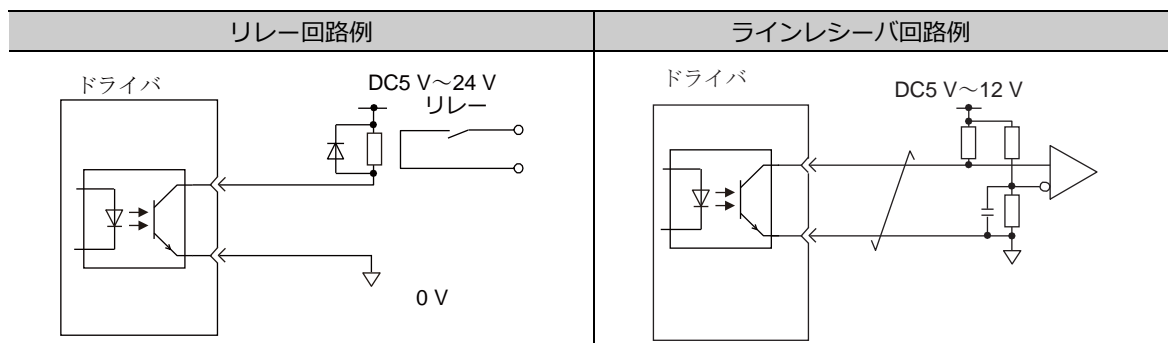 リレー回路例
ラインレシーバ回路例
ドライバ
DC5 V～24 V
リレー
0 V
ドライバ
DC5 V～12 V